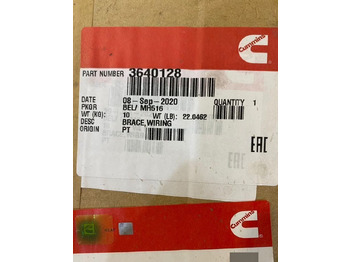 Cummins
PART NUMBER 3640128
DATE 08-Sep-2020 QUANTITY 1
PKGR BEL/ MH516
WT (KG): 10 WT (LB): 22.0462
DESC BRACE,WIRING
ORIGIN PT
EAC
Cummins